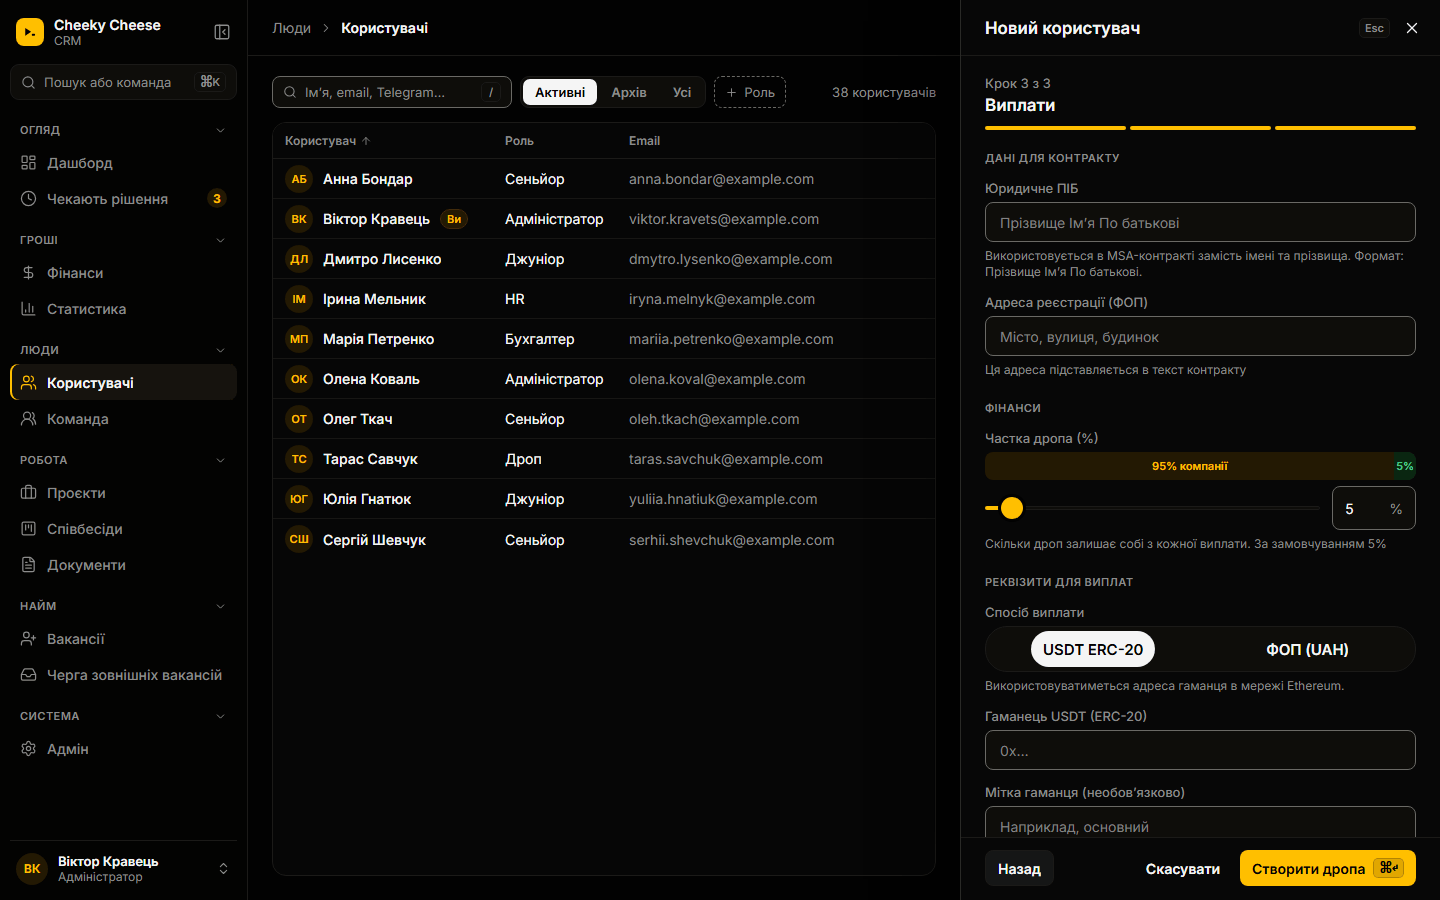 Cheeky Cheese
CRM
Пошук або команда ⌘K
ОГЛЯД
Дашборд
Чекають рішення 3
ГРОШІ
Фінанси
Статистика
ЛЮДИ
Користувачі
Команда
РОБОТА
Проєкти
Співбесіди
Документи
НАЙМ
Вакансії
Черга зовнішніх вакансій
СИСТЕМА
Адмін
ВК
Віктор Кравець
Адміністратор
Люди > Користувачі
Ім'я, email, Telegram... /
Активні Архів Усі
+ Роль
38 користувачів
Користувач ↑ Роль Email
АБ Анна Бондар Сеньйор anna.bondar@example.com
ВК Віктор Кравець Ви Адміністратор viktor.kravets@example.com
ДЛ Дмитро Лисенко Джуніор dmytro.lysenko@example.com
ІМ Ірина Мельник HR iryna.melnyk@example.com
МП Марія Петренко Бухгалтер mariia.petrenko@example.com
ОК Олена Коваль Адміністратор olena.koval@example.com
ОТ Олег Ткач Сеньйор oleh.tkach@example.com
ТС Тарас Савчук Дроп taras.savchuk@example.com
ЮГ Юлія Гнатюк Джуніор yuliia.hnatiuk@example.com
СШ Сергій Шевчук Сеньйор serhii.shevchuk@example.com
Новий користувач Esc
Крок 3 з 3
Виплати
ДАНІ ДЛЯ КОНТРАКТУ
Юридичне ПІБ
Прізвище Ім'я По батькові
Використовується в MSA-контракті замість імені та прізвища. Формат:
Прізвище Ім'я По батькові.
Адреса реєстрації (ФОП)
Місто, вулиця, будинок
Ця адреса підставляється в текст контракту
ФІНАНСИ
Частка дропа (%)
95% компанії 5%
5 %
Скільки дроп залишає собі з кожної виплати. За замовчуванням 5%
РЕКВІЗИТИ ДЛЯ ВИПЛАТ
Спосіб виплати
USDT ERC-20 ФОП (UAH)
Використовуватиметься адреса гаманця в мережі Ethereum.
Гаманець USDT (ERC-20)
0x...
Мітка гаманця (необов'язково)
Наприклад, основний
Назад Скасувати Створити дропа ⌘↵